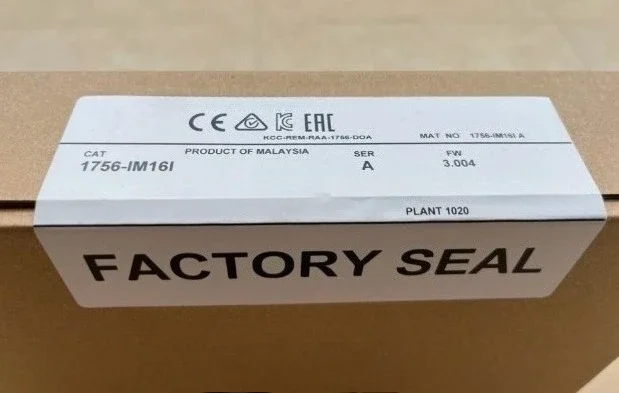 CE EAC
KCC-REM-RAA-1756-DOA
MAT NO 1756-IM16I A
CAT PRODUCT OF MALAYSIA SER FW
1756-IM16I A 3.004
PLANT 1020
FACTORY SEAL